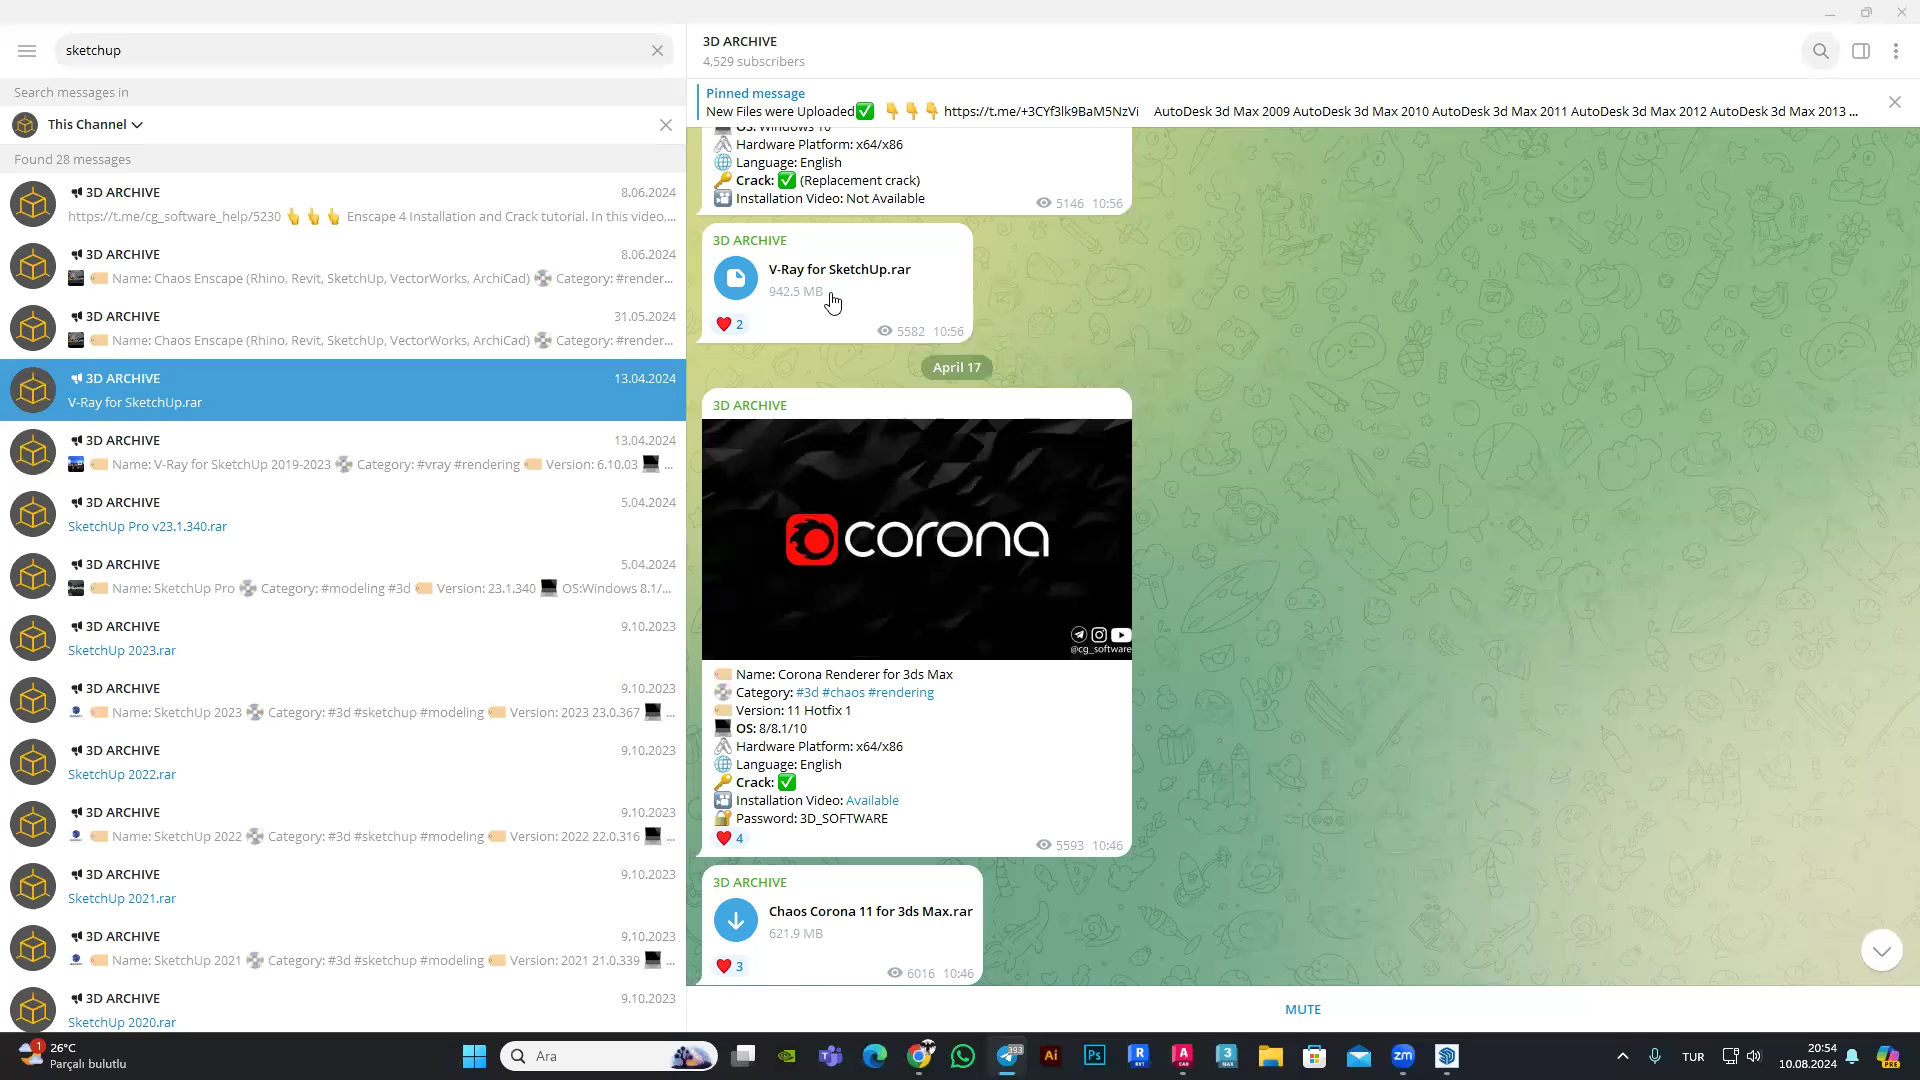 sketchup
Search messages in
This Channel
Found 28 messages
3D ARCHIVE 8.06.2024
https://t.me/cg_software_help/5230 👆 👆 👆 Enscape 4 Installation and Crack tutorial. In this video,...
3D ARCHIVE 8.06.2024
Name: Chaos Enscape (Rhino, Revit, SketchUp, VectorWorks, ArchiCad) 💿 Category: #render...
3D ARCHIVE 31.05.2024
Name: Chaos Enscape (Rhino, Revit, SketchUp, VectorWorks, ArchiCad) 💿 Category: #render...
3D ARCHIVE 13.04.2024
V-Ray for SketchUp.rar
3D ARCHIVE 13.04.2024
Name: V-Ray for SketchUp 2019-2023 💿 Category: #vray #rendering 🏷 Version: 6.10.03 💻 ...
3D ARCHIVE 5.04.2024
SketchUp Pro v23.1.340.rar
3D ARCHIVE 5.04.2024
Name: SketchUp Pro 💿 Category: #modeling #3d 🏷 Version: 23.1.340 💻 OS:Windows 8.1/...
3D ARCHIVE 9.10.2023
SketchUp 2023.rar
3D ARCHIVE 9.10.2023
Name: SketchUp 2023 💿 Category: #3d #sketchup #modeling 🏷 Version: 2023 23.0.367 💻 ...
3D ARCHIVE 9.10.2023
SketchUp 2022.rar
3D ARCHIVE 9.10.2023
Name: SketchUp 2022 💿 Category: #3d #sketchup #modeling 🏷 Version: 2022 22.0.316 💻 ...
3D ARCHIVE 9.10.2023
SketchUp 2021.rar
3D ARCHIVE 9.10.2023
Name: SketchUp 2021 💿 Category: #3d #sketchup #modeling 🏷 Version: 2021 21.0.339 💻 ...
3D ARCHIVE 9.10.2023
SketchUp 2020.rar
3D ARCHIVE
4,529 subscribers
Pinned message
New Files were Uploaded✅ 👇👇👇 https://t.me/+3CYf3lk9BaM5NzVi AutoDesk 3d Max 2009 AutoDesk 3d Max 2010 AutoDesk 3d Max 2011 AutoDesk 3d Max 2012 AutoDesk 3d Max 2013 ...
OS: Windows 10
Hardware Platform: x64/x86
Language: English
Crack: ✅ (Replacement crack)
Installation Video: Not Available
5146 10:56
3D ARCHIVE
V-Ray for SketchUp.rar
942.5 MB
2
5582 10:56
April 17
3D ARCHIVE
corona
@cg_software
Name: Corona Renderer for 3ds Max
Category: #3d #chaos #rendering
Version: 11 Hotfix 1
OS: 8/8.1/10
Hardware Platform: x64/x86
Language: English
Crack: ✅
Installation Video: Available
Password: 3D_SOFTWARE
4
5593 10:46
3D ARCHIVE
Chaos Corona 11 for 3ds Max.rar
621.9 MB
3
6016 10:46
MUTE
1
26°C
Parçalı bulutlu
Ara
393
Ai
Ps
R
RVT
A
CAD
3
MAX
zm
TUR
20:54
10.08.2024
PRE